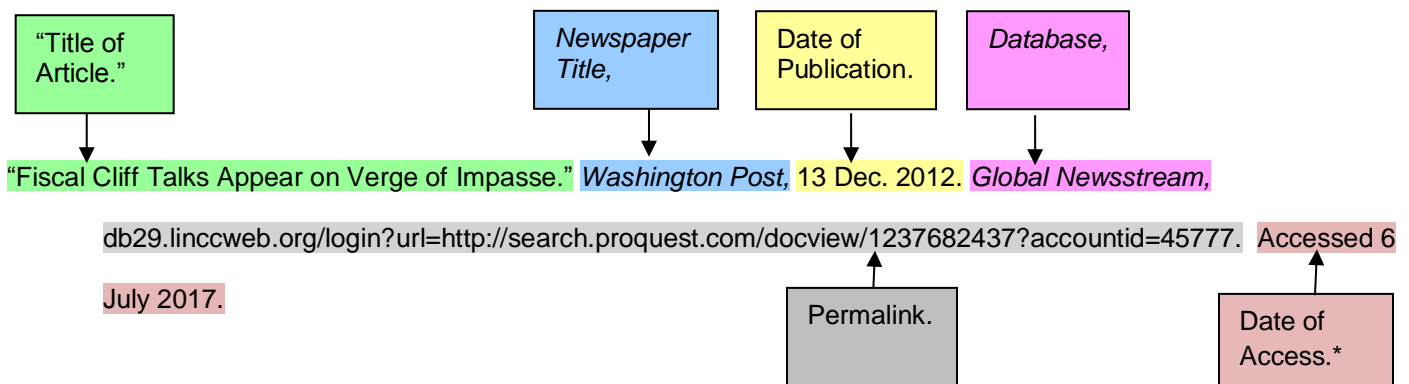 “Title of
Article.”
Newspaper
Title,
Date of
Publication.
Database,
“Fiscal Cliff Talks Appear on Verge of Impasse.” Washington Post, 13 Dec. 2012. Global Newsstream,
db29.linccweb.org/login?url=http://search.proquest.com/docview/1237682437?accountid=45777. Accessed 6
July 2017.
Permalink.
Date of
Access.*